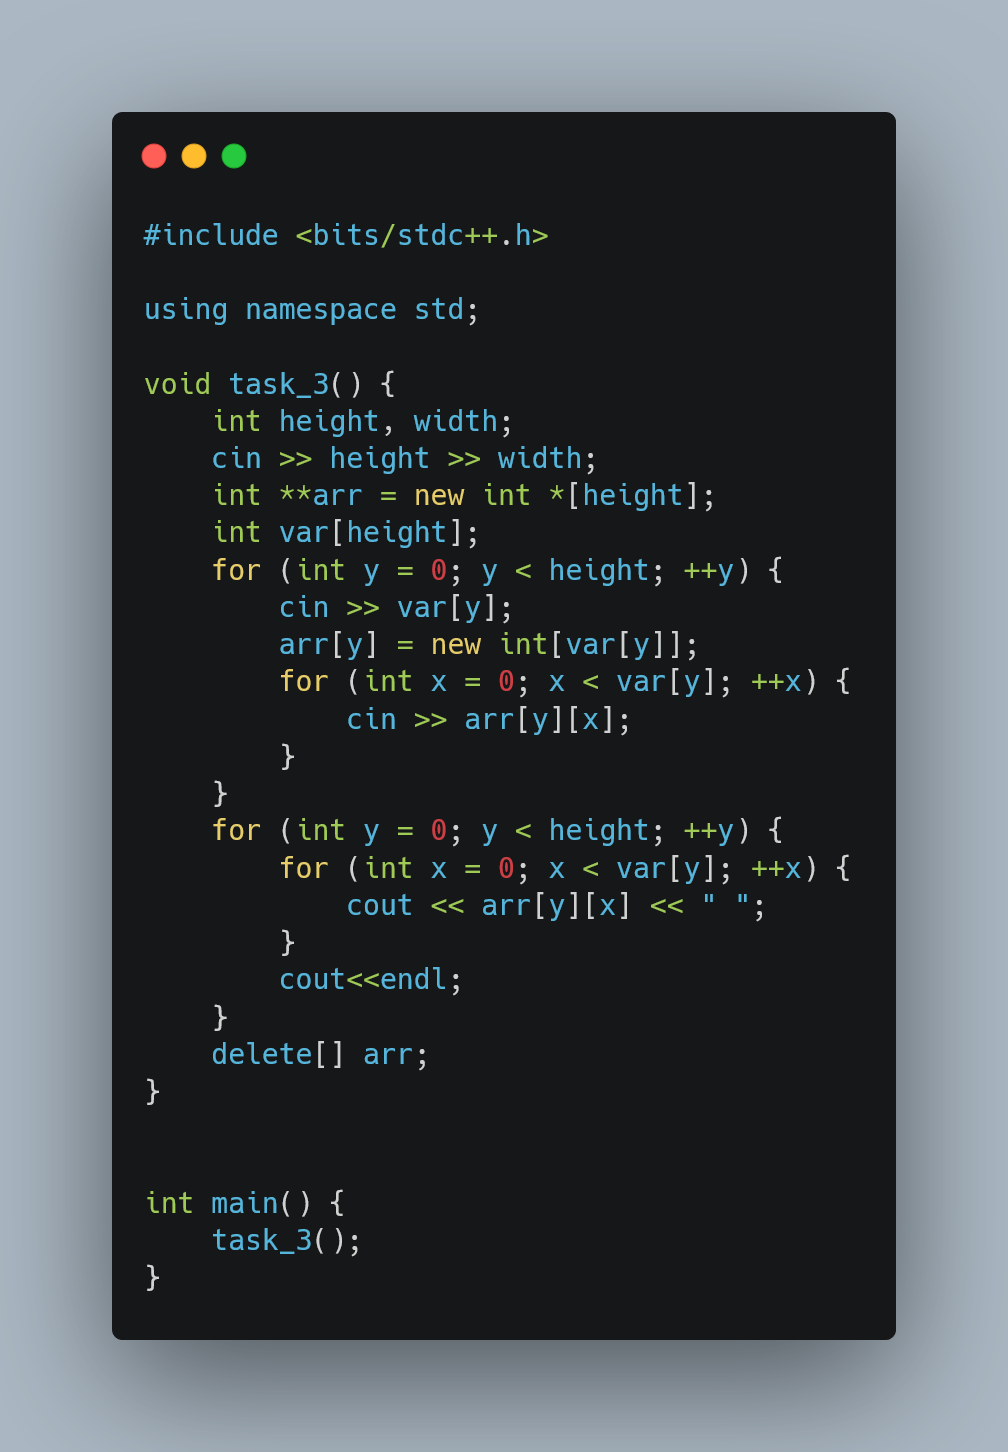 #include <bits/stdc++.h>

using namespace std;

void task_3() {
    int height, width;
    cin >> height >> width;
    int **arr = new int *[height];
    int var[height];
    for (int y = 0; y < height; ++y) {
        cin >> var[y];
        arr[y] = new int[var[y]];
        for (int x = 0; x < var[y]; ++x) {
            cin >> arr[y][x];
        }
    }
    for (int y = 0; y < height; ++y) {
        for (int x = 0; x < var[y]; ++x) {
            cout << arr[y][x] << " ";
        }
        cout<<endl;
    }
    delete[] arr;
}


int main() {
    task_3();
}